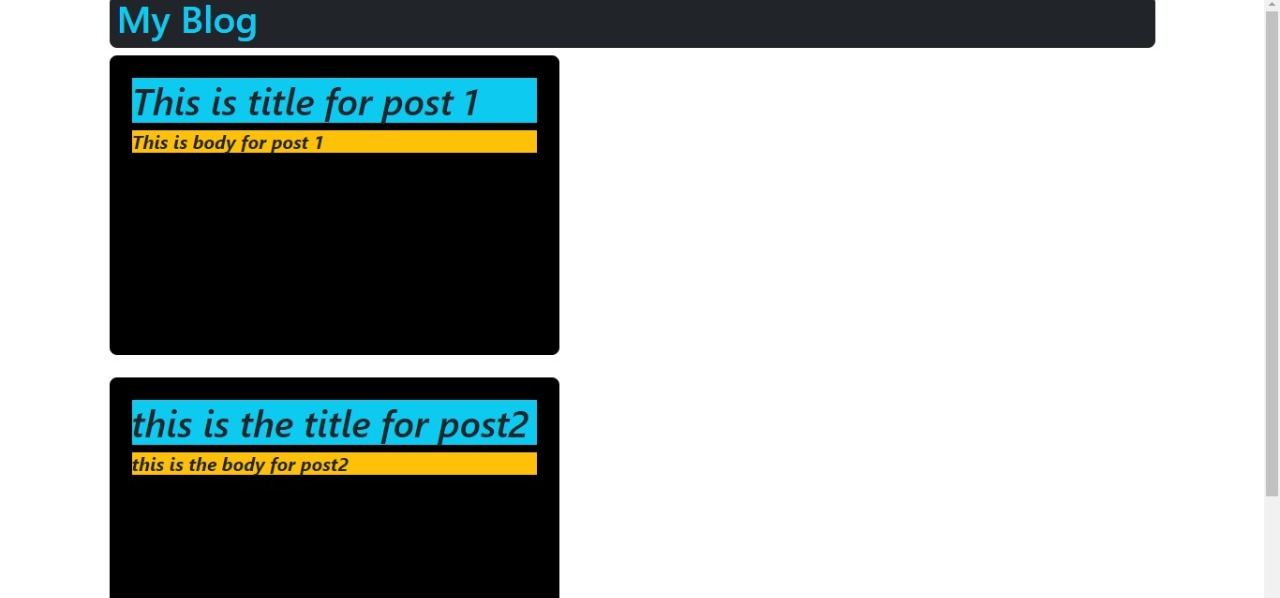 My Blog
This is title for post 1
This is body for post 1
this is the title for post2
this is the body for post2